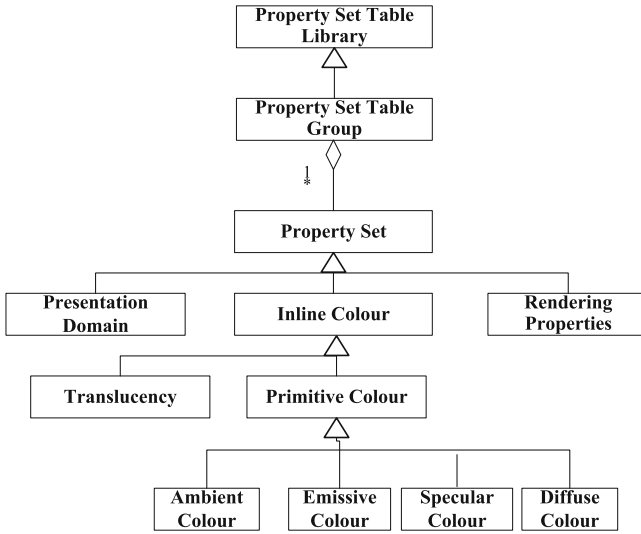 Property Set Table
Library
Property Set Table
Group
1
*
Property Set
Presentation
Domain
Inline Colour
Rendering
Properties
Translucency
Primitive Colour
Ambient
Colour
Emissive
Colour
Specular
Colour
Diffuse
Colour